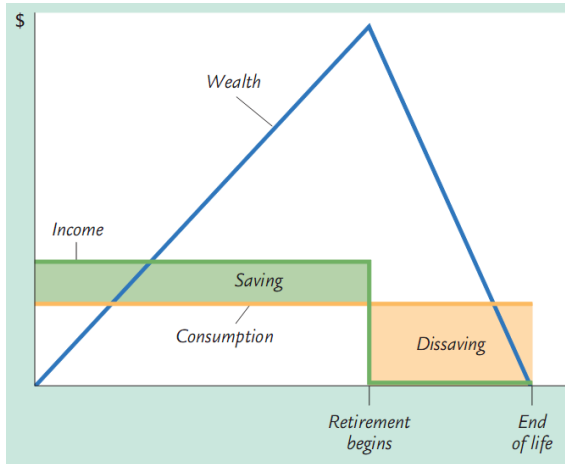 $
Wealth
Income
Saving
Consumption
Dissaving
Retirement
begins
End
of life